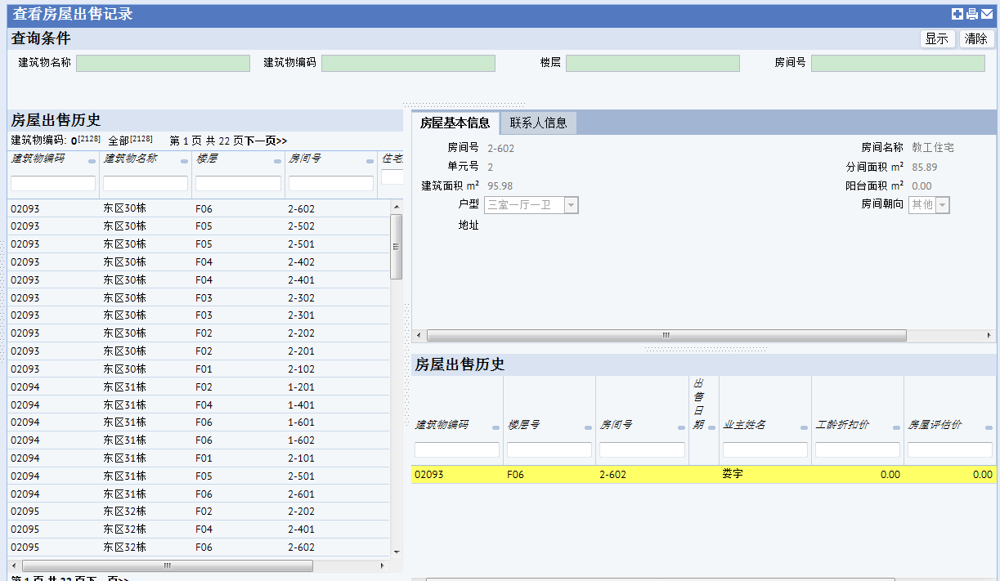 查看房屋出售记录
查询条件 显示 清除
建筑物名称 建筑物编码 楼层 房间号
房屋出售历史
建筑物编码: 0[2128] 全部[2128] 第 1 页 共 22 页下一页>>
建筑物编码 建筑物名称 楼层 房间号 住宅
02093 东区30栋 F06 2-602
02093 东区30栋 F05 2-502
02093 东区30栋 F05 2-501
02093 东区30栋 F04 2-402
02093 东区30栋 F04 2-401
02093 东区30栋 F03 2-302
02093 东区30栋 F03 2-301
02093 东区30栋 F02 2-202
02093 东区30栋 F02 2-201
02093 东区30栋 F01 2-102
02094 东区31栋 F02 1-201
02094 东区31栋 F04 1-401
02094 东区31栋 F06 1-601
02094 东区31栋 F06 1-602
02094 东区31栋 F01 2-101
02094 东区31栋 F05 2-501
02094 东区31栋 F06 2-601
02095 东区32栋 F02 2-202
02095 东区32栋 F04 2-401
02095 东区32栋 F06 2-602
第 1 页 共 22 页下一页>>
房屋基本信息 联系人信息
房间号 2-602 房间名称 教工住宅
单元号 2 分间面积 m² 85.89
建筑面积 m² 95.98 阳台面积 m² 0.00
户型 三室一厅一卫 房间朝向 其他
地址
房屋出售历史
建筑物编码 楼层号 房间号 出售日期 业主姓名 工龄折扣价 房屋评估价
02093 F06 2-602 娄宇 0.00 0.00